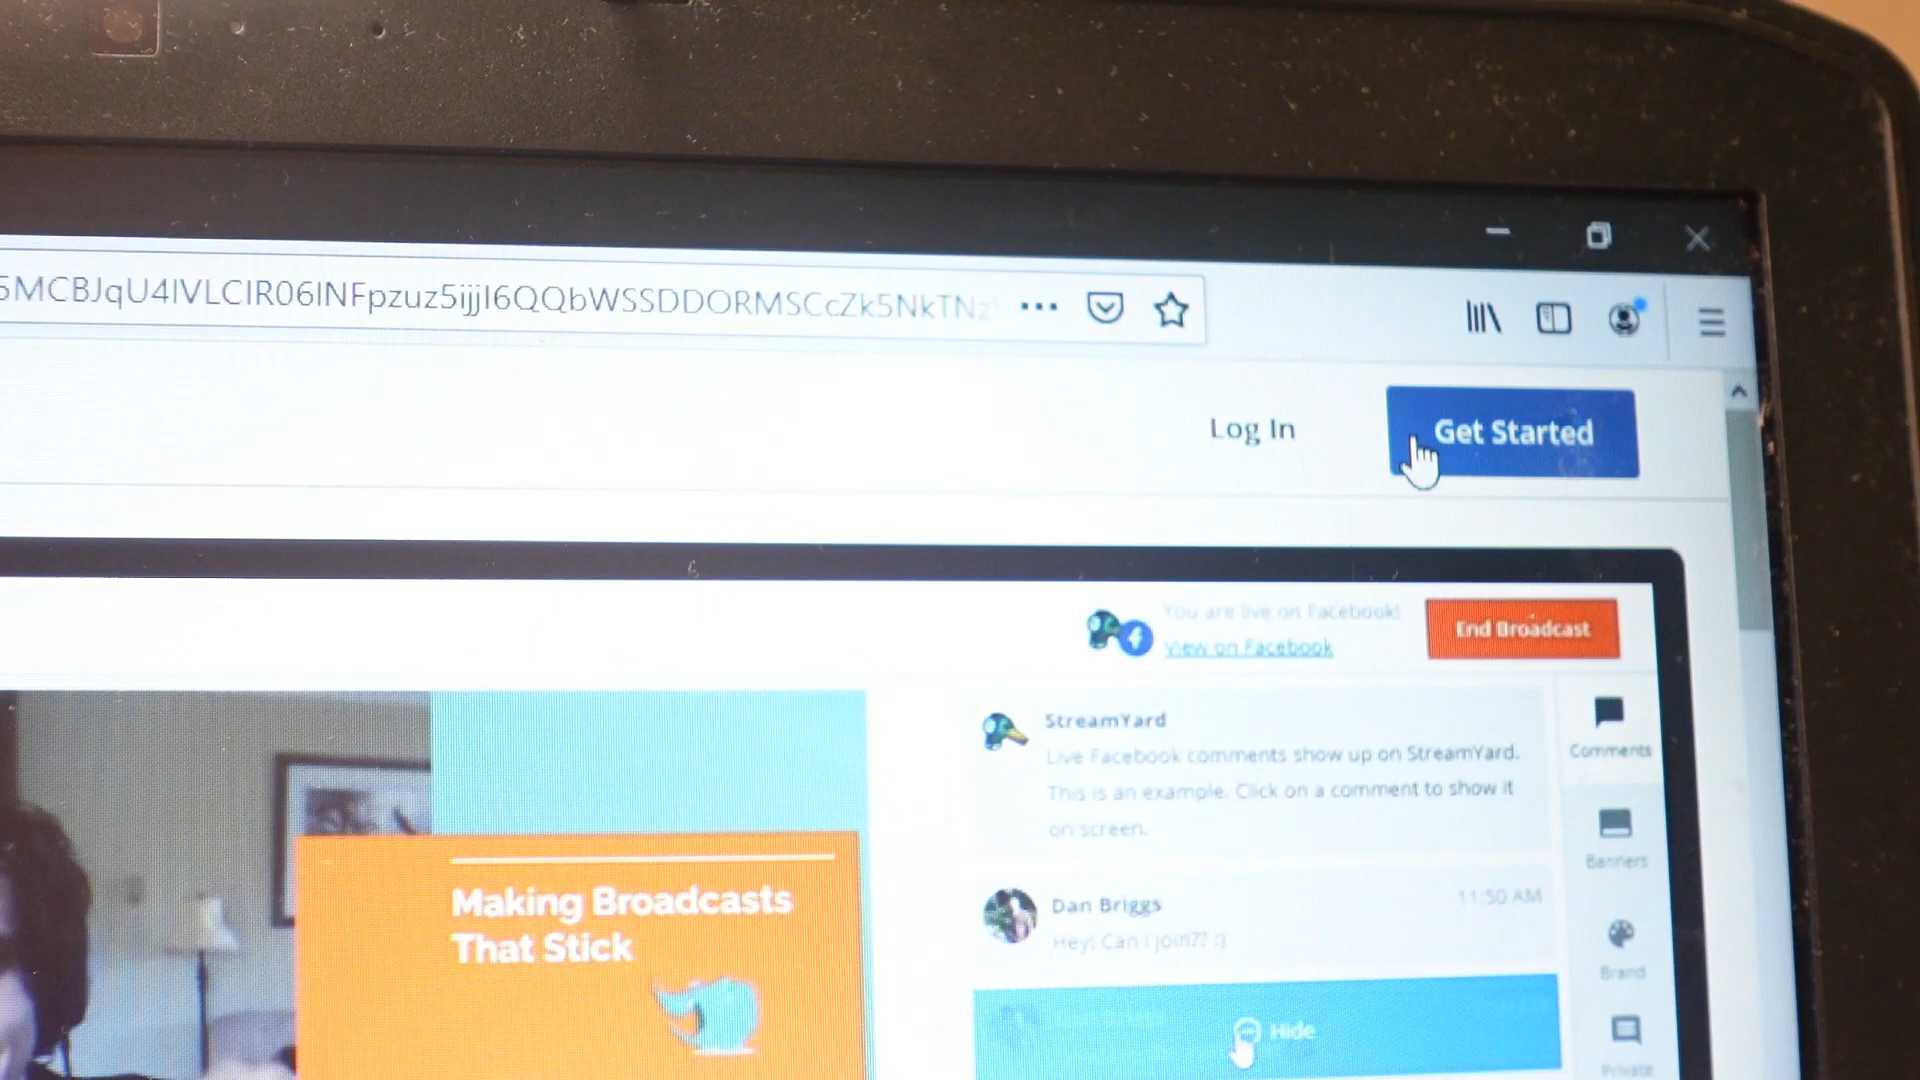 5MCBJqU4IVLCIR06INFpzuz5ijjI6QQbWSSDDORMSCcZk5NkTNz
Log In
Get Started
You are live on Facebook!
View on Facebook
End Broadcast
StreamYard
Live Facebook comments show up on StreamYard.
This is an example. Click on a comment to show it
on screen.
Comments
Banners
Making Broadcasts
That Stick
Dan Briggs
11:50 AM
Hey! Can I join?? :)
Brand
Hide
Private